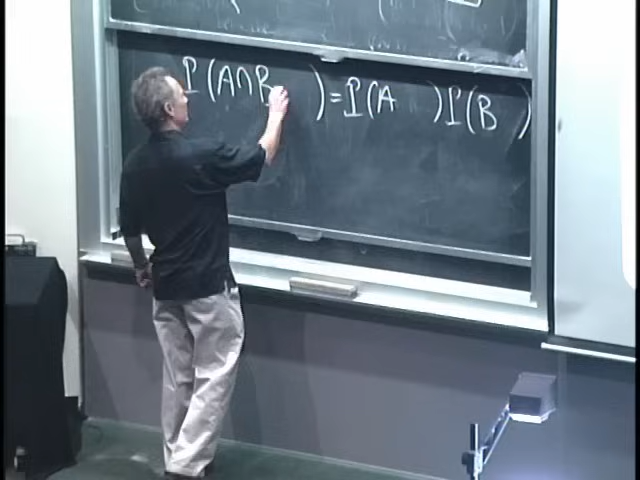 P(A∩B  ) = P(A  )P(B  )